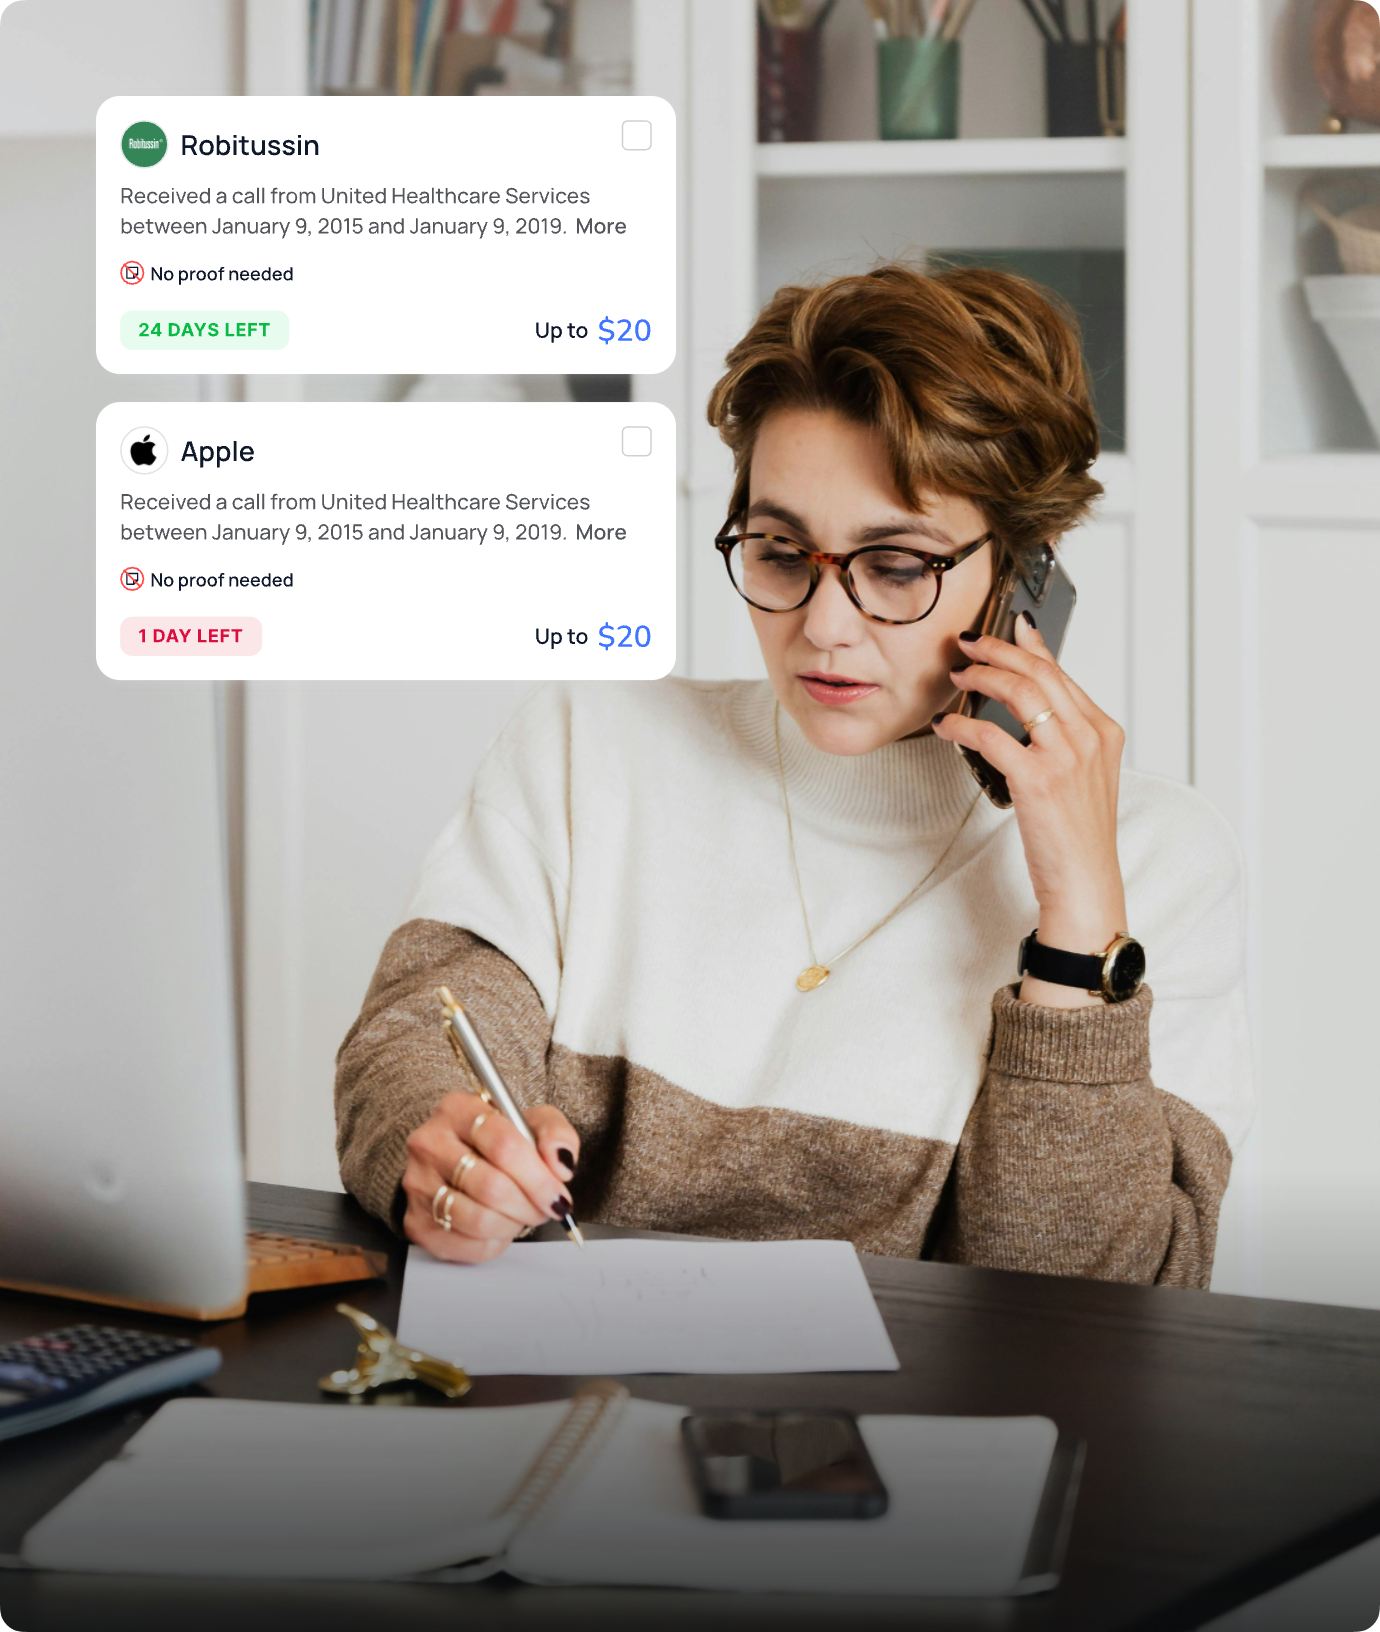 Robitussin
Robitussin
Received a call from United Healthcare Services
between January 9, 2015 and January 9, 2019. More
No proof needed
24 DAYS LEFT
Up to $20
Apple
Received a call from United Healthcare Services
between January 9, 2015 and January 9, 2019. More
No proof needed
1 DAY LEFT
Up to $20